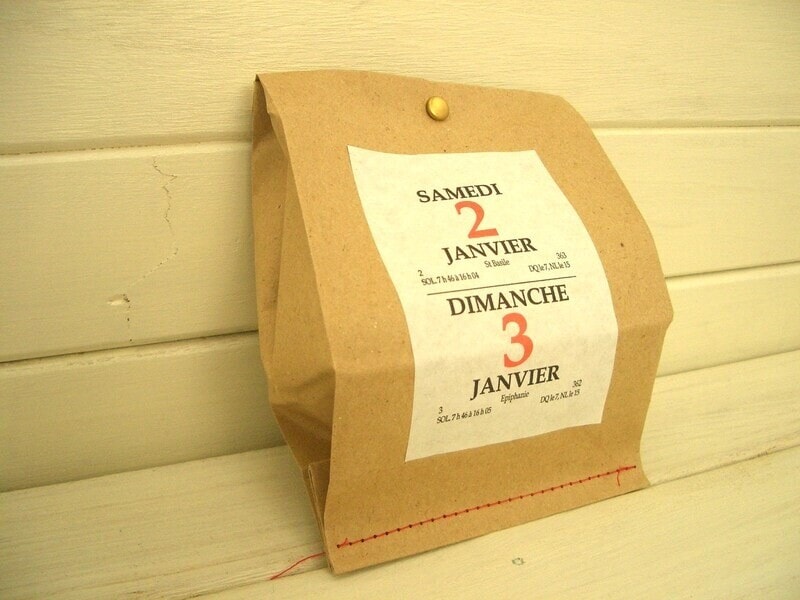 SAMEDI
2
JANVIER
St Basile
2 363
SOL. 7 h 46 à 16 h 04 DQ le 7, NL le 15
DIMANCHE
3
JANVIER
Epiphanie
3 362
SOL. 7 h 46 à 16 h 05 DQ le 7, NL le 15